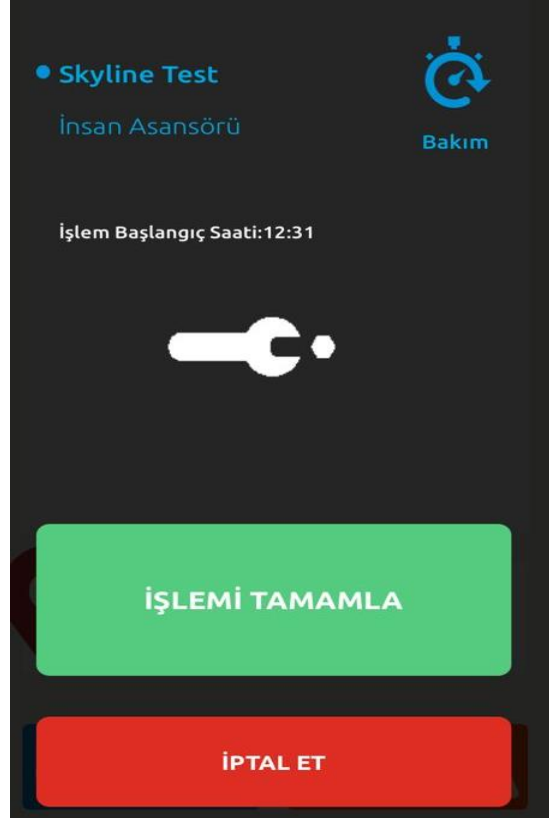 Skyline Test
İnsan Asansörü
Bakım
İşlem Başlangıç Saati:12:31
İŞLEMİ TAMAMLA
İPTAL ET